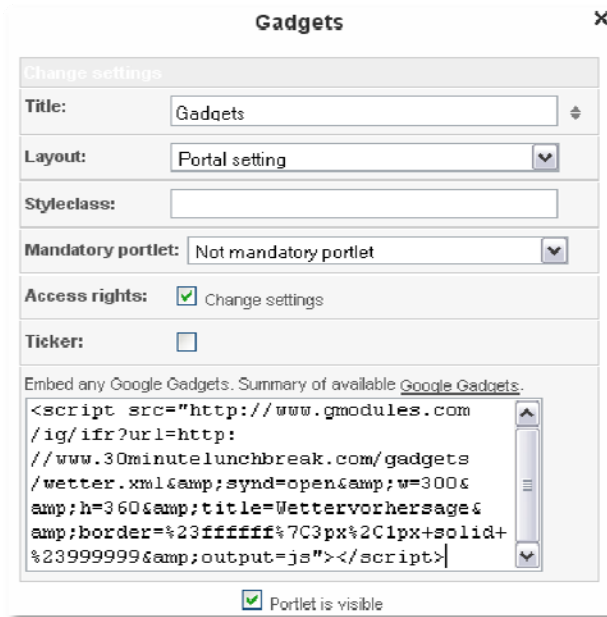 Gadgets
Change settings
Title: Gadgets
Layout: Portal setting
Styleclass:
Mandatory portlet: Not mandatory portlet
Access rights: Change settings
Ticker:
Embed any Google Gadgets. Summary of available Google Gadgets.
<script src="http://www.gmodules.com
/ig/ifr?url=http:
//www.30minutelunchbreak.com/gadgets
/wetter.xml&amp;synd=open&amp;w=300&
amp;h=360&amp;title=Wettervorhersage&
amp;border=%23ffffff%7C3px%2C1px+solid+
%23999999&amp;output=js"></script>
Portlet is visible